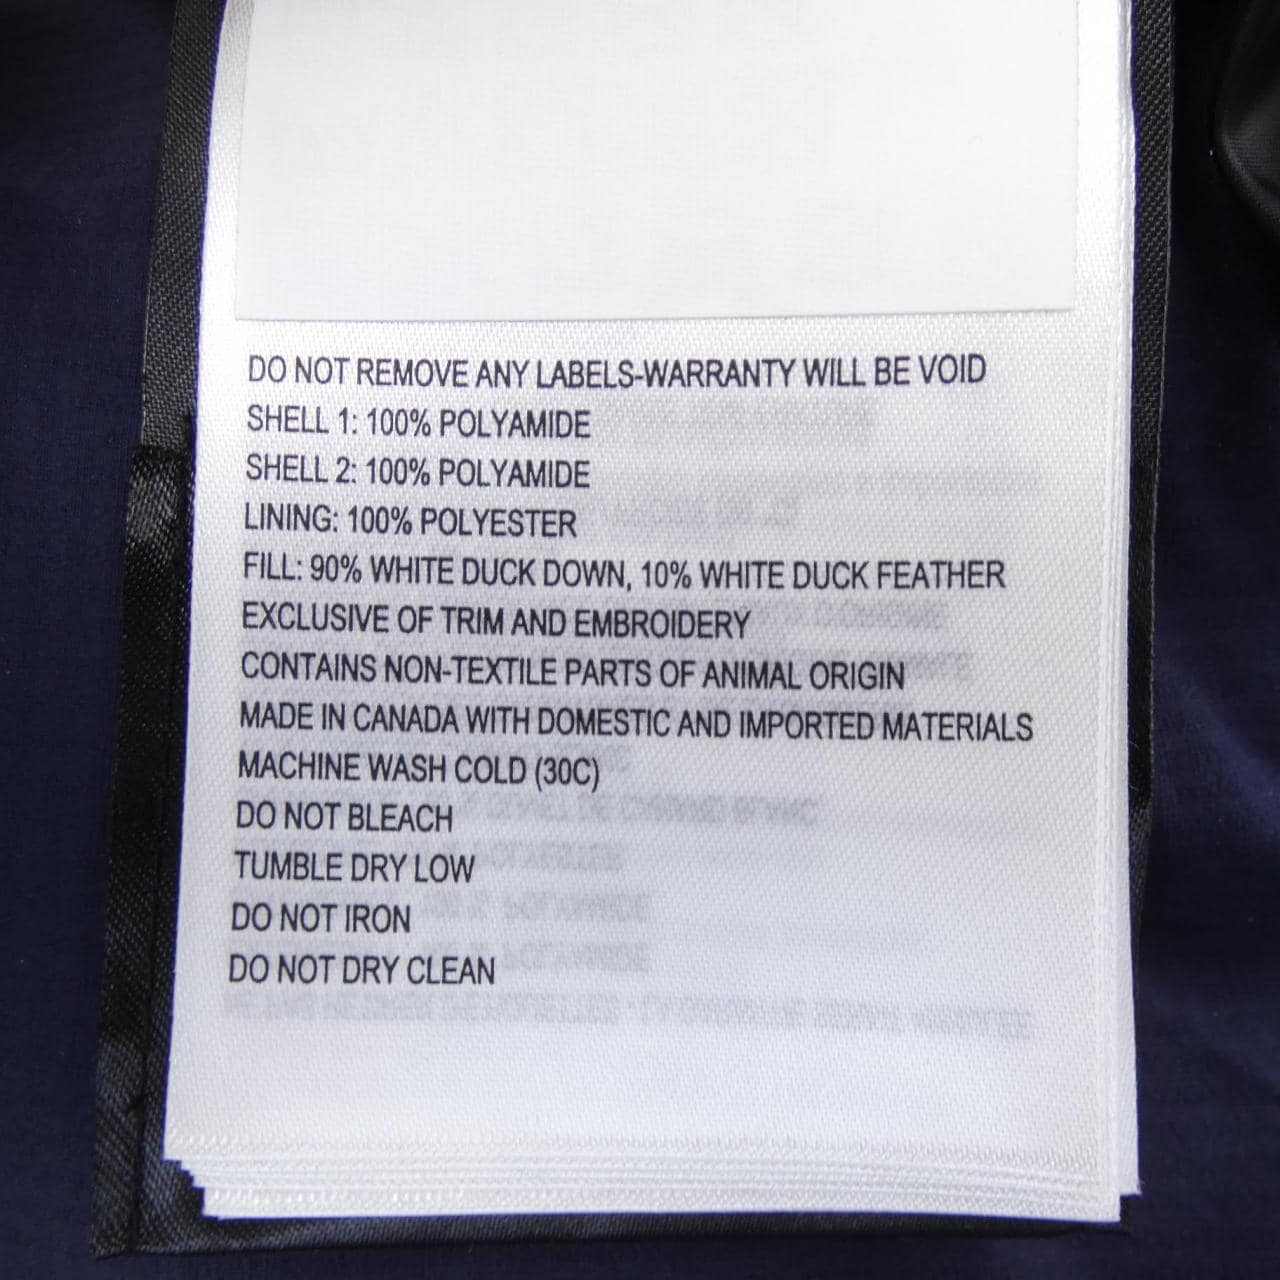 DO NOT REMOVE ANY LABELS-WARRANTY WILL BE VOID
SHELL 1: 100% POLYAMIDE
SHELL 2: 100% POLYAMIDE
LINING: 100% POLYESTER
FILL: 90% WHITE DUCK DOWN, 10% WHITE DUCK FEATHER
EXCLUSIVE OF TRIM AND EMBROIDERY
CONTAINS NON-TEXTILE PARTS OF ANIMAL ORIGIN
MADE IN CANADA WITH DOMESTIC AND IMPORTED MATERIALS
MACHINE WASH COLD (30C)
DO NOT BLEACH
TUMBLE DRY LOW
DO NOT IRON
DO NOT DRY CLEAN